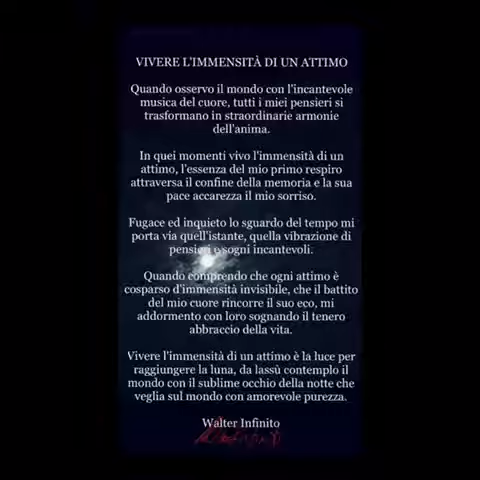 VIVERE L'IMMENSITÀ DI UN ATTIMO
Quando osservo il mondo con l'incantevole
musica del cuore, tutti i miei pensieri si
trasformano in straordinarie armonie
dell'anima.
In quei momenti vivo l'immensità di un
attimo, l'essenza del mio primo respiro
attraversa il confine della memoria e la sua
pace accarezza il mio sorriso.
Fugace ed inquieto lo sguardo del tempo mi
porta via quell'istante, quella vibrazione di
pensieri e sogni incantevoli.
Quando comprendo che ogni attimo è
cosparso d'immensità invisibile, che il battito
del mio cuore rincorre il suo eco, mi
addormento con loro sognando il tenero
abbraccio della vita.
Vivere l'immensità di un attimo è la luce per
raggiungere la luna, da lassù contemplo il
mondo con il sublime occhio della notte che
veglia sul mondo con amorevole purezza.
Walter Infinito